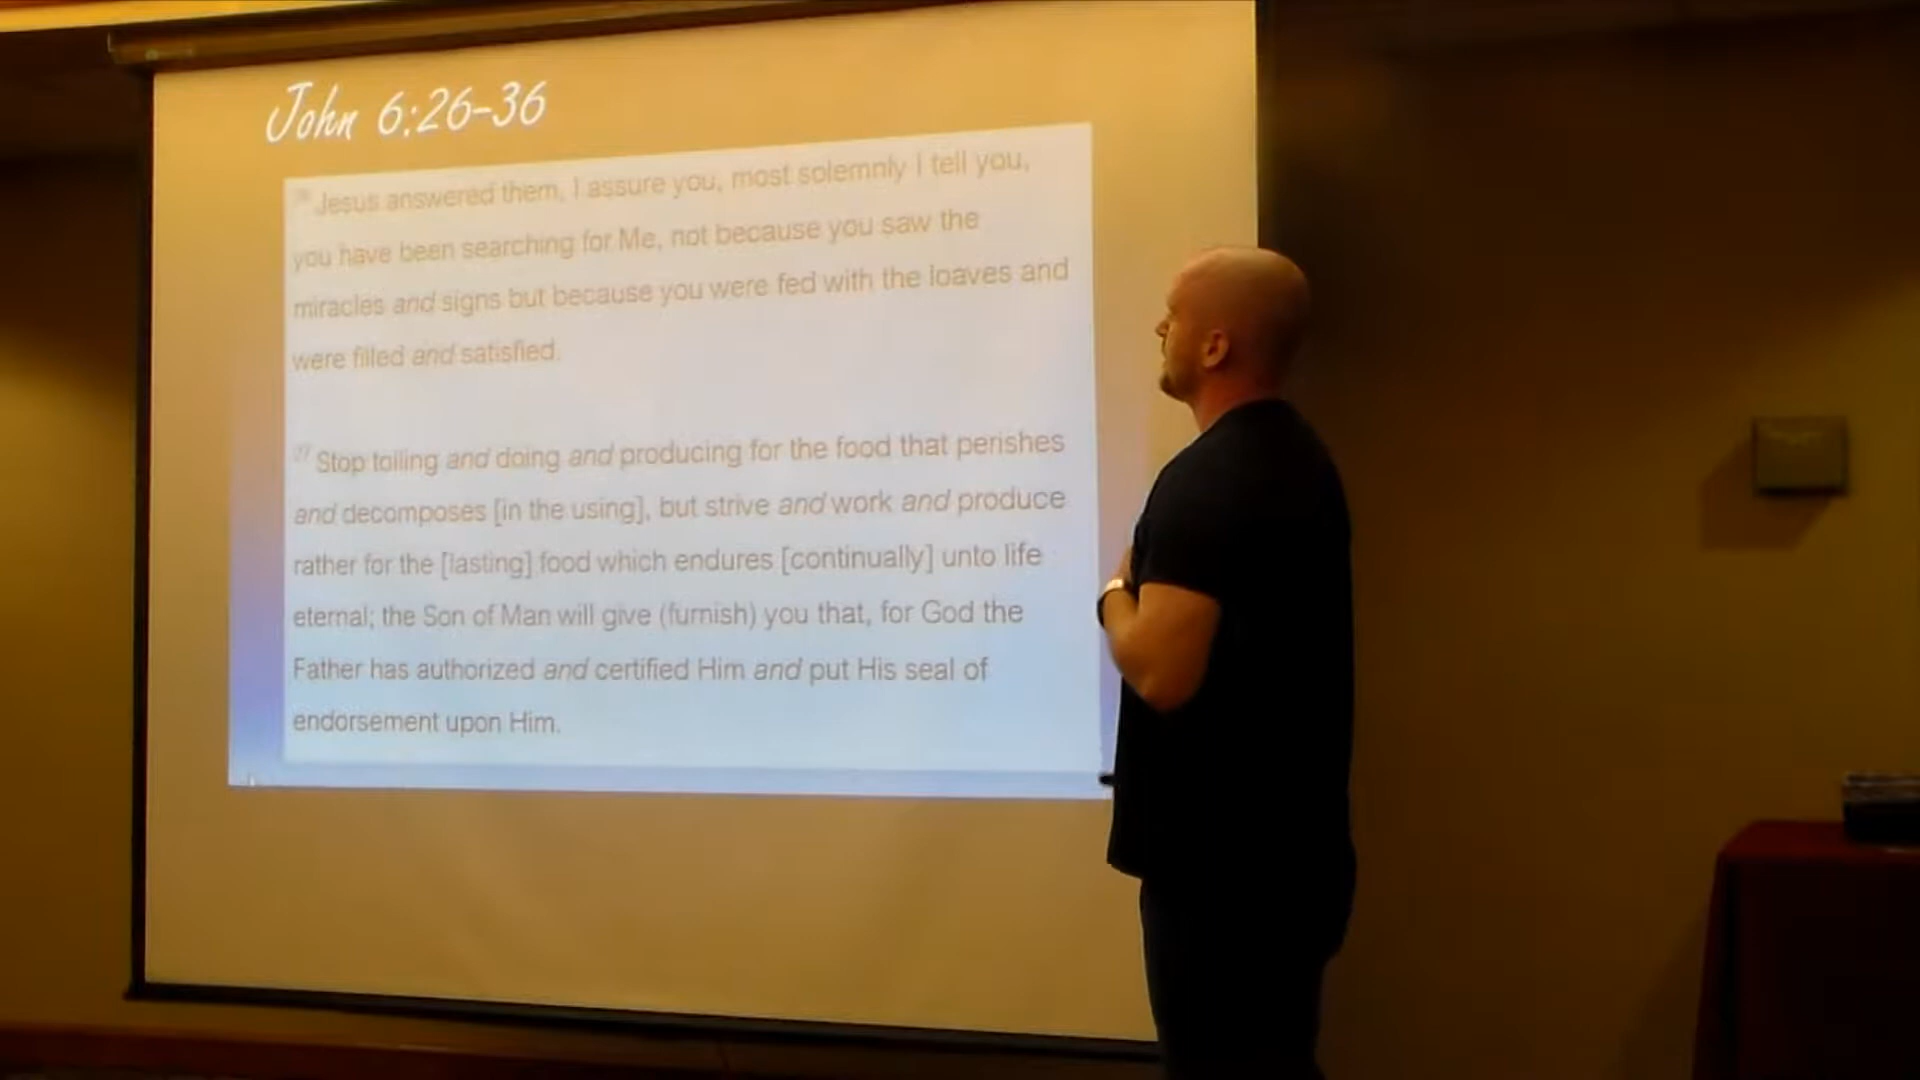 John 6:26-36
Jesus answered them, I assure you, most solemnly I tell you,
you have been searching for Me, not because you saw the
miracles and signs but because you were fed with the loaves and
were filled and satisfied.
27 Stop toiling and doing and producing for the food that perishes
and decomposes [in the using], but strive and work and produce
rather for the [lasting] food which endures [continually] unto life
eternal; the Son of Man will give (furnish) you that, for God the
Father has authorized and certified Him and put His seal of
endorsement upon Him.